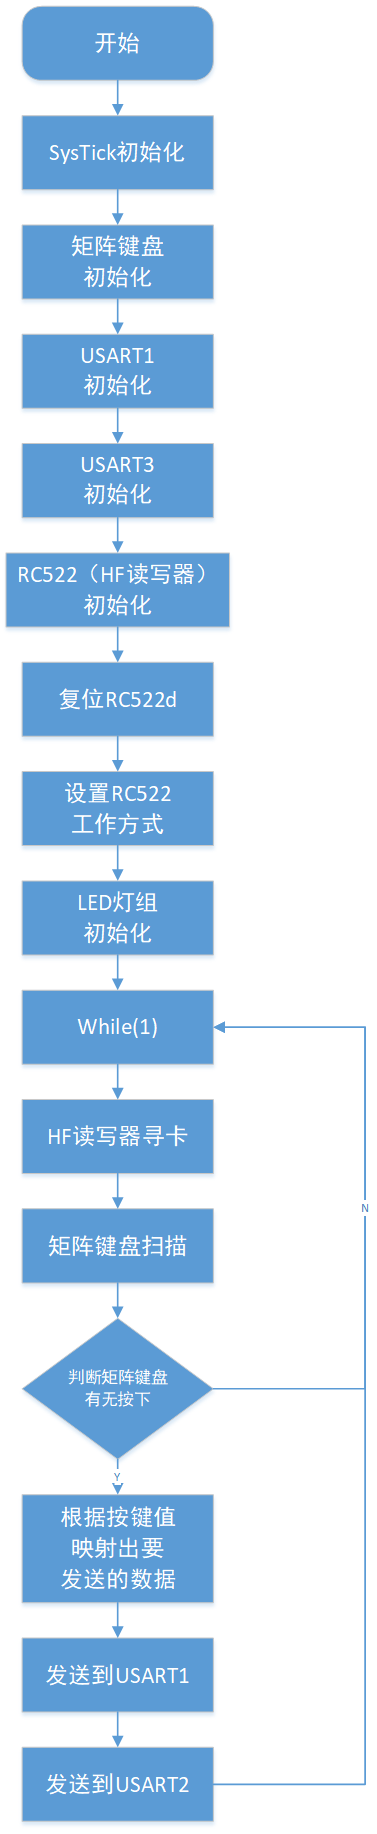 开始
SysTick初始化
矩阵键盘
初始化
USART1
初始化
USART3
初始化
RC522（HF读写器）
初始化
复位RC522d
设置RC522
工作方式
LED灯组
初始化
While(1)
HF读写器寻卡
N
矩阵键盘扫描
判断矩阵键盘
有无按下
Y
根据按键值
映射出要
发送的数据
发送到USART1
发送到USART2